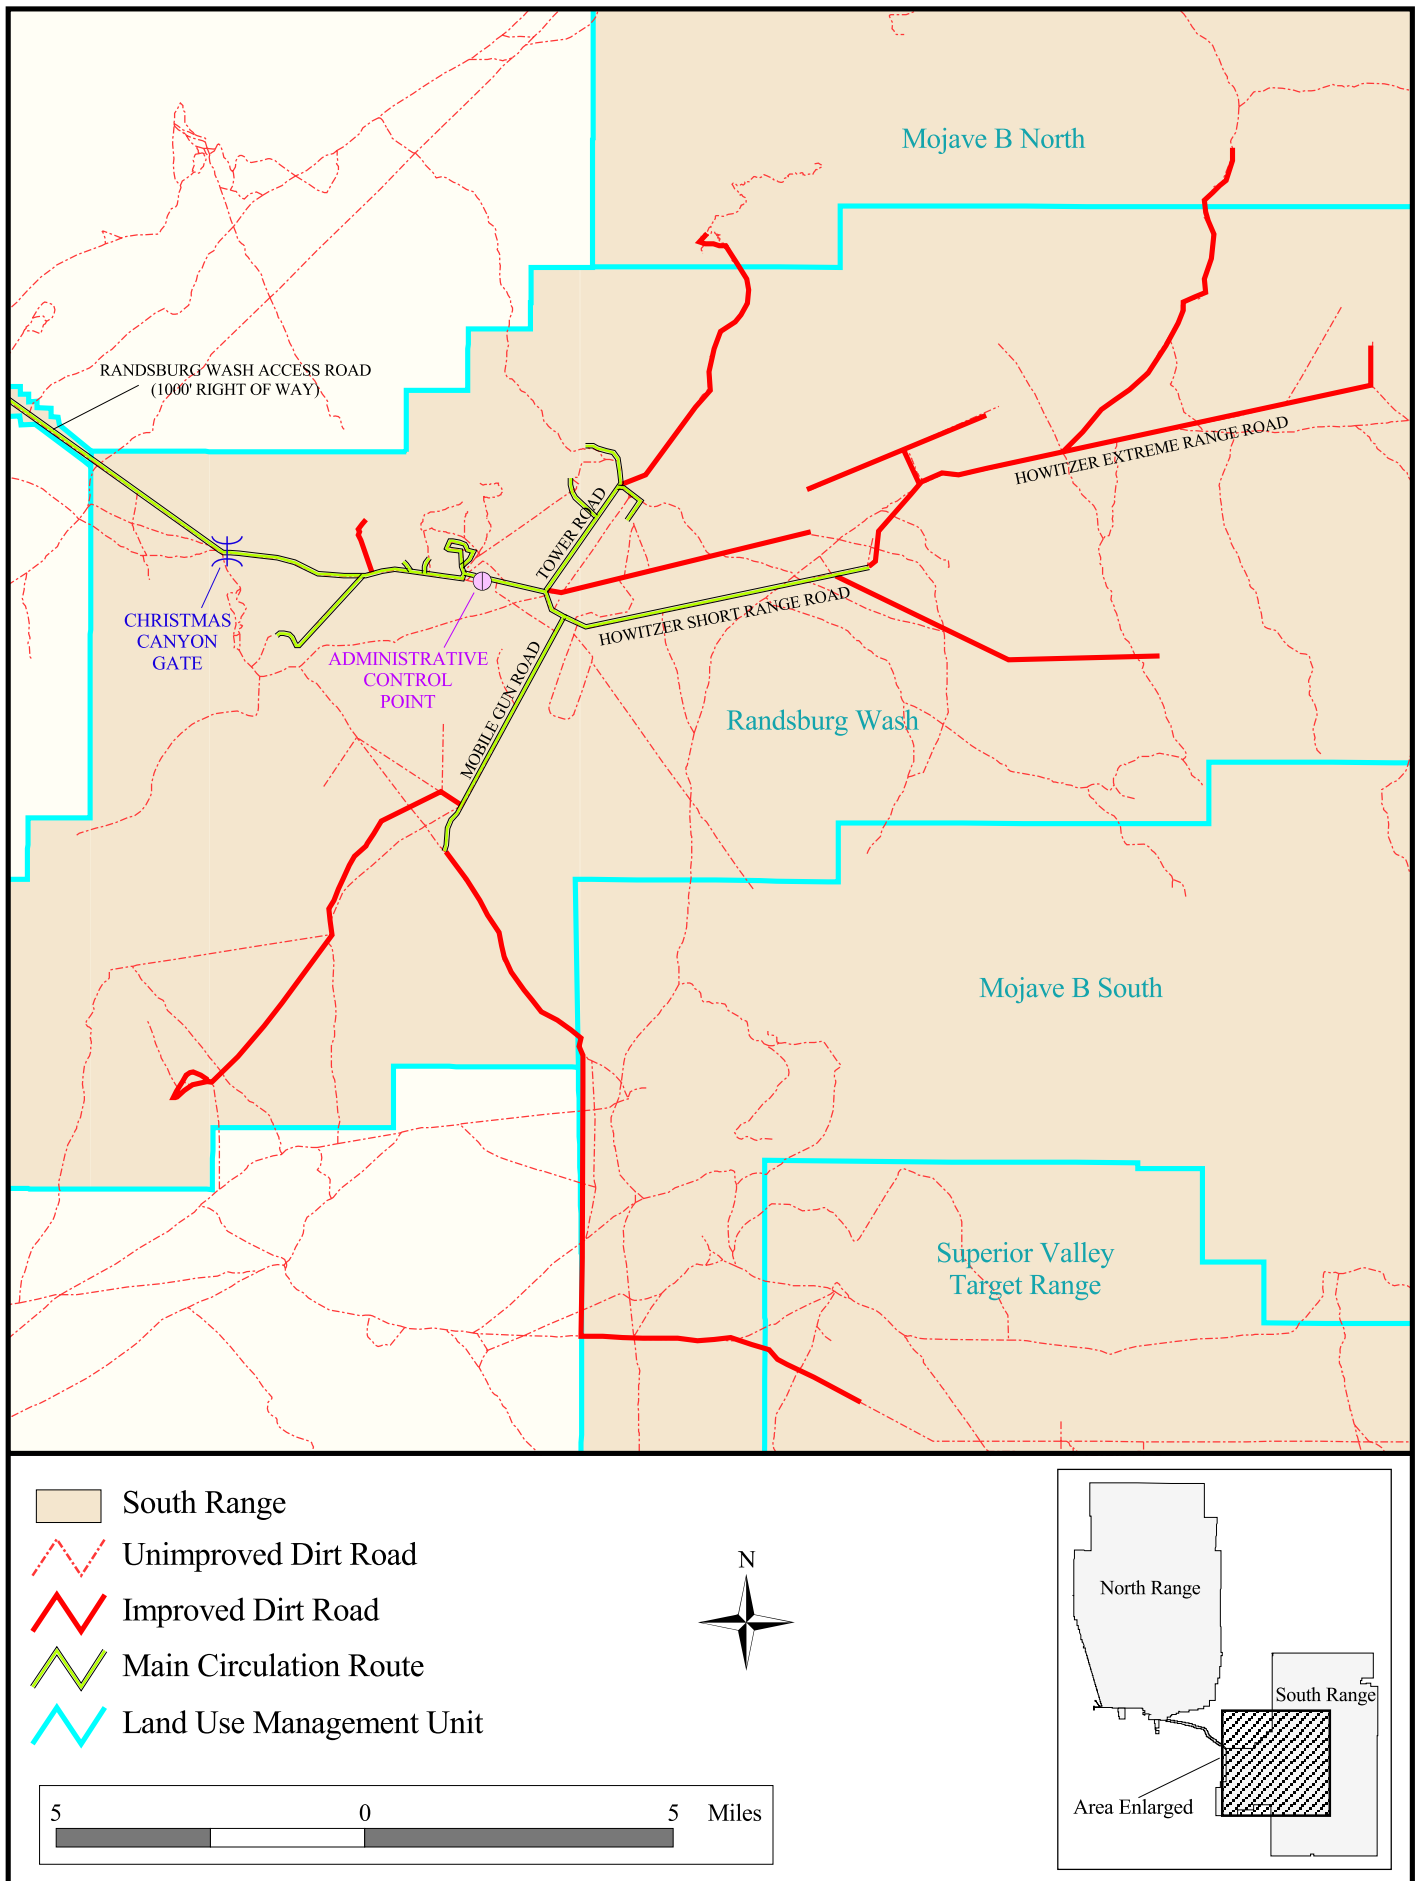 Mojave B North
RANDSBURG WASH ACCESS ROAD
(1000' RIGHT OF WAY)
HOWITZER EXTREME RANGE ROAD
TOWER ROAD
HOWITZER SHORT RANGE ROAD
CHRISTMAS
CANYON
GATE
ADMINISTRATIVE
CONTROL
POINT
MOBILE GUN ROAD
Randsburg Wash
Mojave B South
Superior Valley
Target Range
South Range
Unimproved Dirt Road
Improved Dirt Road
Main Circulation Route
Land Use Management Unit
5 0 5 Miles
N
North Range
South Range
Area Enlarged